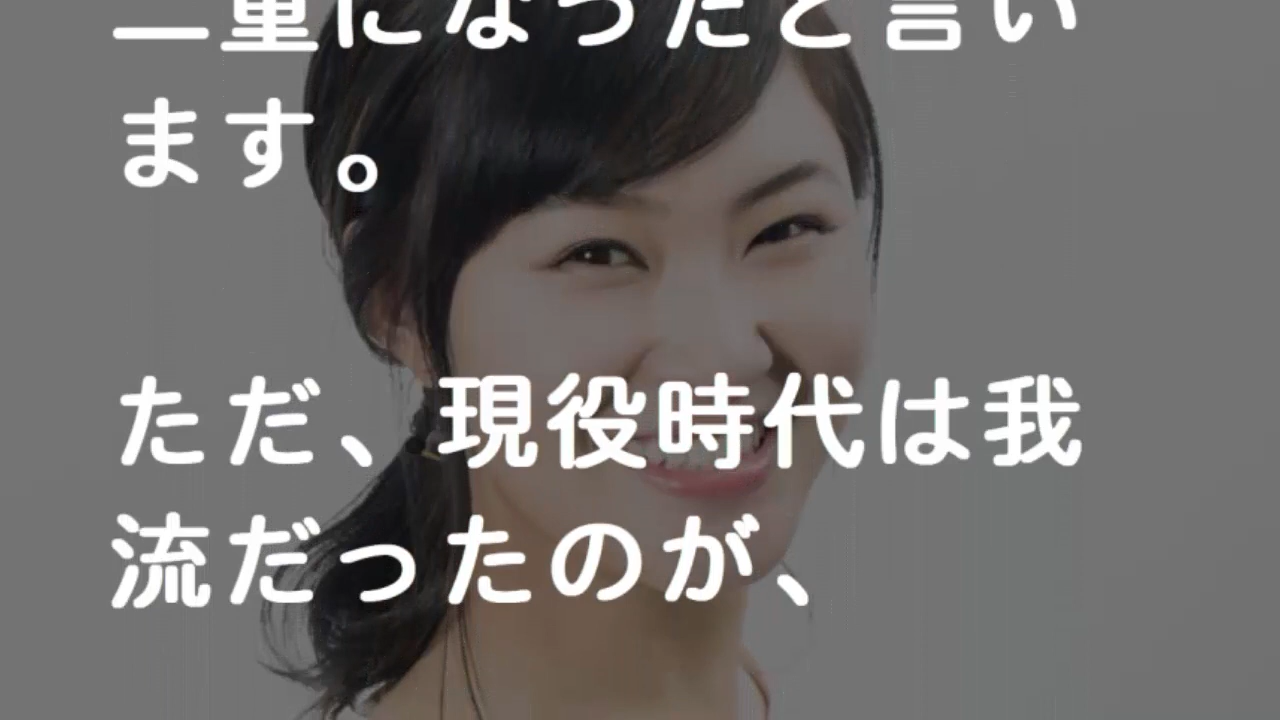 二重になったと言い
ます。
ただ、現役時代は我
流だったのが、